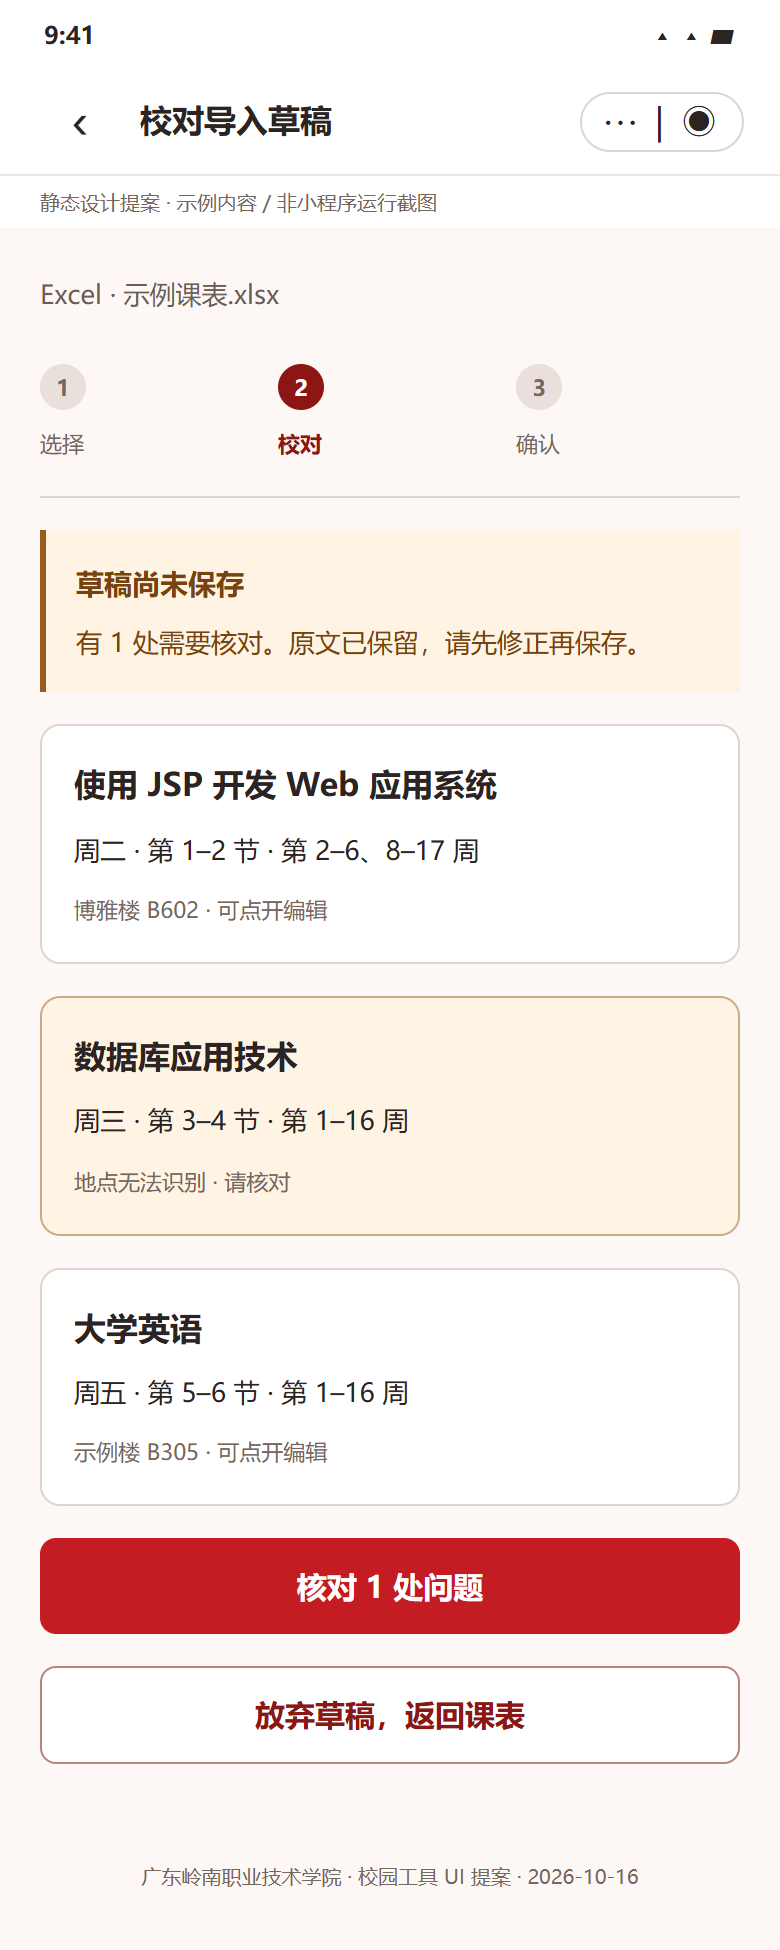 9:41
校对导入草稿
静态设计提案 · 示例内容 / 非小程序运行截图
Excel · 示例课表.xlsx
1 2 3
选择 校对 确认
草稿尚未保存
有 1 处需要核对。原文已保留，请先修正再保存。
使用 JSP 开发 Web 应用系统
周二 · 第 1–2 节 · 第 2–6、8–17 周
博雅楼 B602 · 可点开编辑
数据库应用技术
周三 · 第 3–4 节 · 第 1–16 周
地点无法识别 · 请核对
大学英语
周五 · 第 5–6 节 · 第 1–16 周
示例楼 B305 · 可点开编辑
核对 1 处问题
放弃草稿，返回课表
广东岭南职业技术学院 · 校园工具 UI 提案 · 2026-10-16